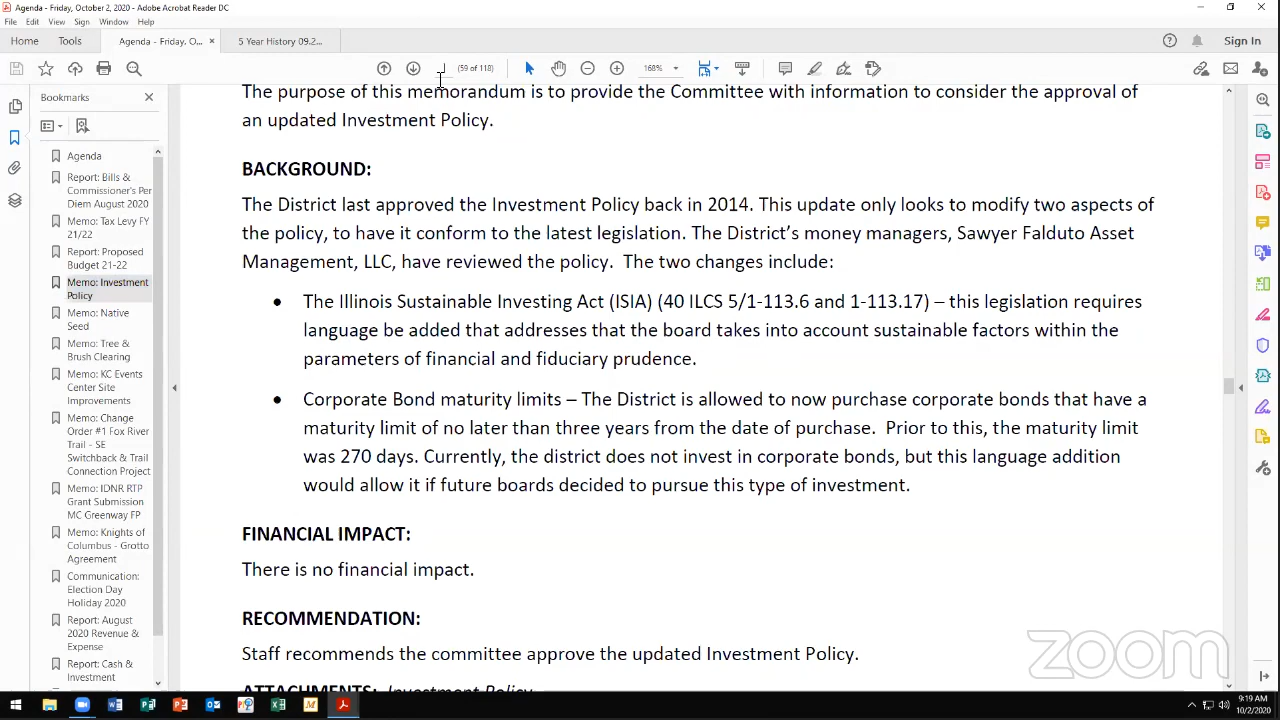 Agenda - Friday, October 2, 2020 - Adobe Acrobat Reader DC
File Edit View Sign Window Help
Home Tools Agenda - Friday, O... × 5 Year History 09.2... Sign In
(59 of 118) 168%
Bookmarks
Agenda
Report: Bills &
Commissioner's Per
Diem August 2020
Memo: Tax Levy FY
21/22
Report: Proposed
Budget 21-22
Memo: Investment
Policy
Memo: Native
Seed
Memo: Tree &
Brush Clearing
Memo: KC Events
Center Site
Improvements
Memo: Change
Order #1 Fox River
Trail - SE
Switchback & Trail
Connection Project
Memo: IDNR RTP
Grant Submission
MC Greenway FP
Memo: Knights of
Columbus - Grotto
Agreement
Communication:
Election Day
Holiday 2020
Report: August
2020 Revenue &
Expense
Report: Cash &
Investment
The purpose of this memorandum is to provide the Committee with information to consider the approval of
an updated Investment Policy.
BACKGROUND:
The District last approved the Investment Policy back in 2014. This update only looks to modify two aspects of
the policy, to have it conform to the latest legislation. The District's money managers, Sawyer Falduto Asset
Management, LLC, have reviewed the policy. The two changes include:
• The Illinois Sustainable Investing Act (ISIA) (40 ILCS 5/1-113.6 and 1-113.17) – this legislation requires
language be added that addresses that the board takes into account sustainable factors within the
parameters of financial and fiduciary prudence.
• Corporate Bond maturity limits – The District is allowed to now purchase corporate bonds that have a
maturity limit of no later than three years from the date of purchase. Prior to this, the maturity limit
was 270 days. Currently, the district does not invest in corporate bonds, but this language addition
would allow it if future boards decided to pursue this type of investment.
FINANCIAL IMPACT:
There is no financial impact.
RECOMMENDATION:
Staff recommends the committee approve the updated Investment Policy.
ATTACHMENTS: Investment Policy
zoom
9:19 AM
10/2/2020